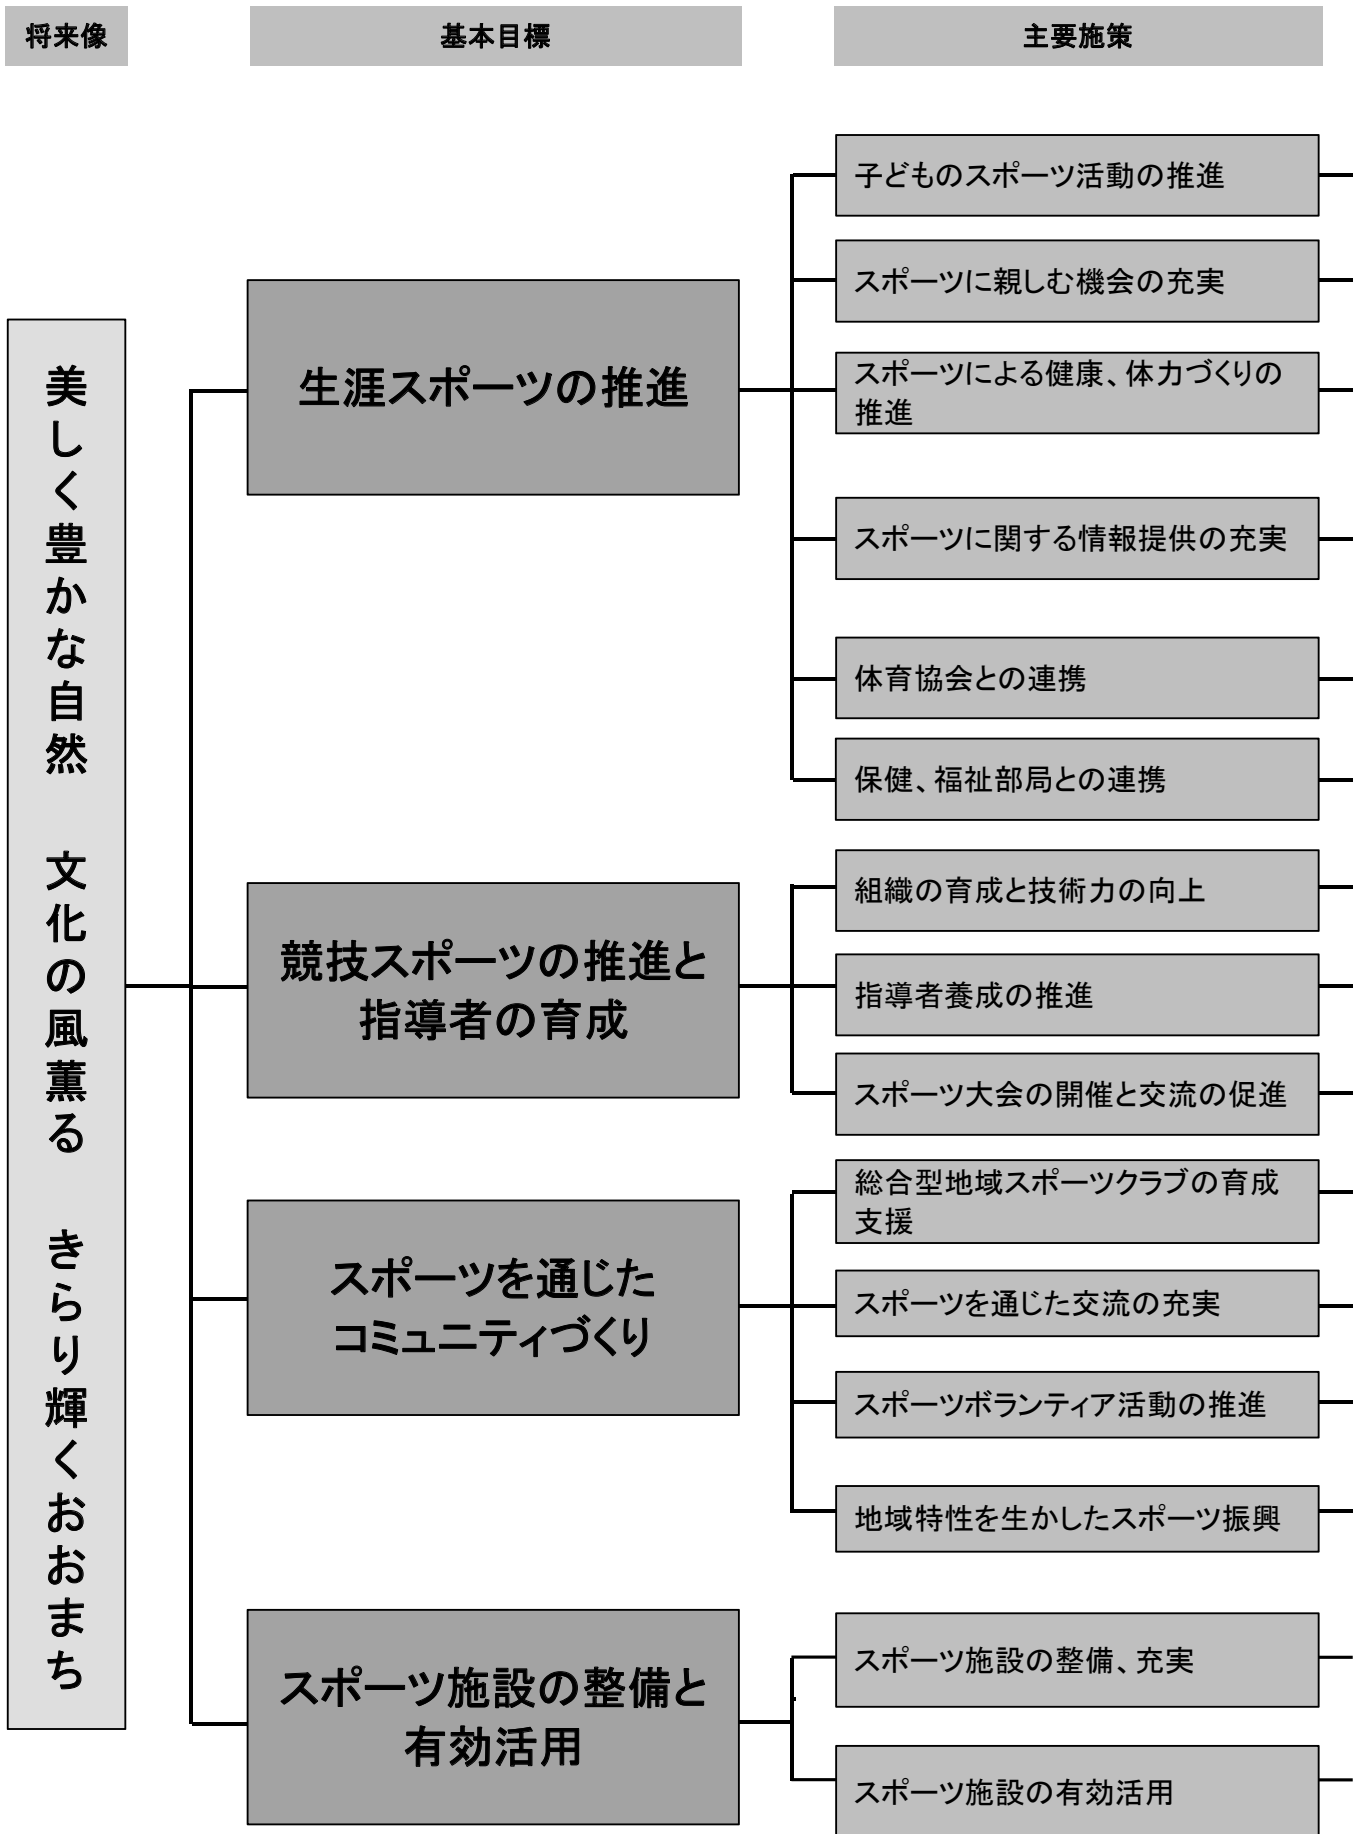 将来像
基本目標
主要施策
美しく豊かな自然　文化の風薫る　きらり輝くおおまち
生涯スポーツの推進
子どものスポーツ活動の推進
スポーツに親しむ機会の充実
スポーツによる健康、体力づくりの
推進
スポーツに関する情報提供の充実
体育協会との連携
保健、福祉部局との連携
競技スポーツの推進と
指導者の育成
組織の育成と技術力の向上
指導者養成の推進
スポーツ大会の開催と交流の促進
スポーツを通じた
コミュニティづくり
総合型地域スポーツクラブの育成
支援
スポーツを通じた交流の充実
スポーツボランティア活動の推進
地域特性を生かしたスポーツ振興
スポーツ施設の整備と
有効活用
スポーツ施設の整備、充実
スポーツ施設の有効活用